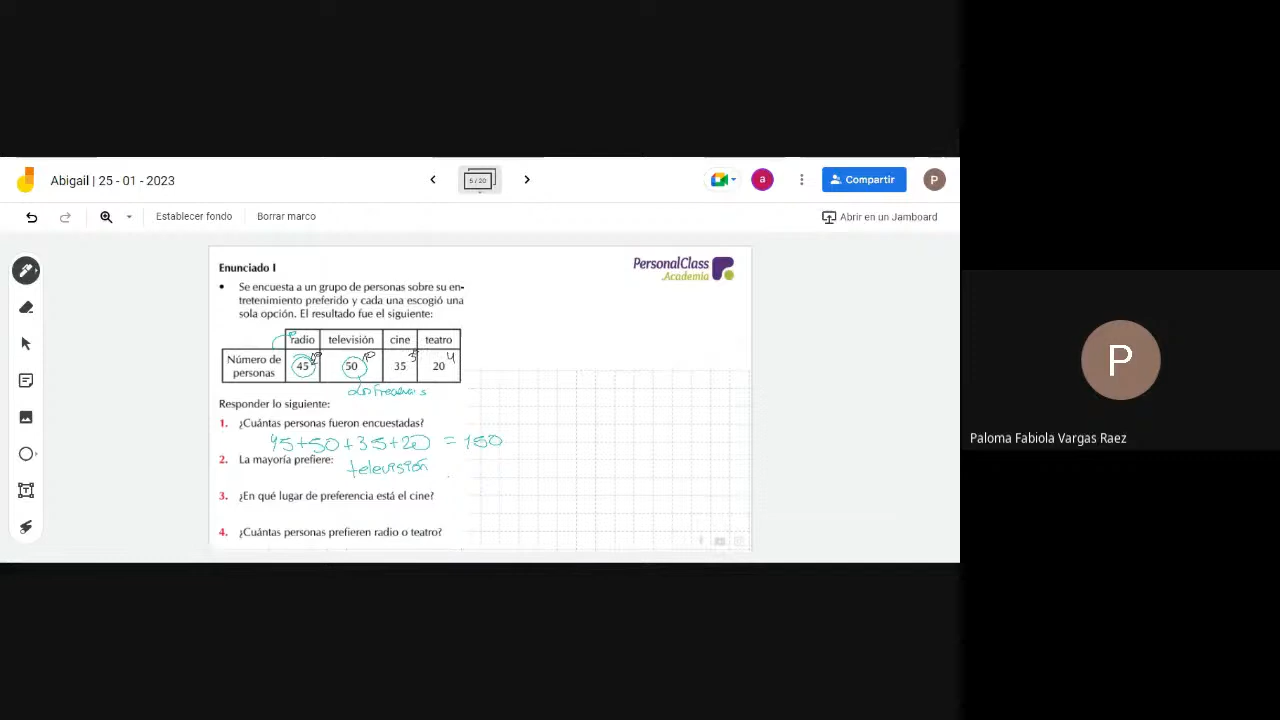 Abigail | 25 - 01 - 2023
5 / 20
a
Compartir
P
Establecer fondo
Borrar marco
Abrir en un Jamboard
Enunciado I
PersonalClass
Academia
• Se encuesta a un grupo de personas sobre su en-
tretenimiento preferido y cada una escogió una
sola opción. El resultado fue el siguiente:
radio televisión cine teatro
Número de personas 45 50 35 20
Responder lo siguiente:
1. ¿Cuántas personas fueron encuestadas?
45+50+35+20 = 150
2. La mayoría prefiere: televisión
3. ¿En qué lugar de preferencia está el cine?
4. ¿Cuántas personas prefieren radio o teatro?
P
Paloma Fabiola Vargas Raez